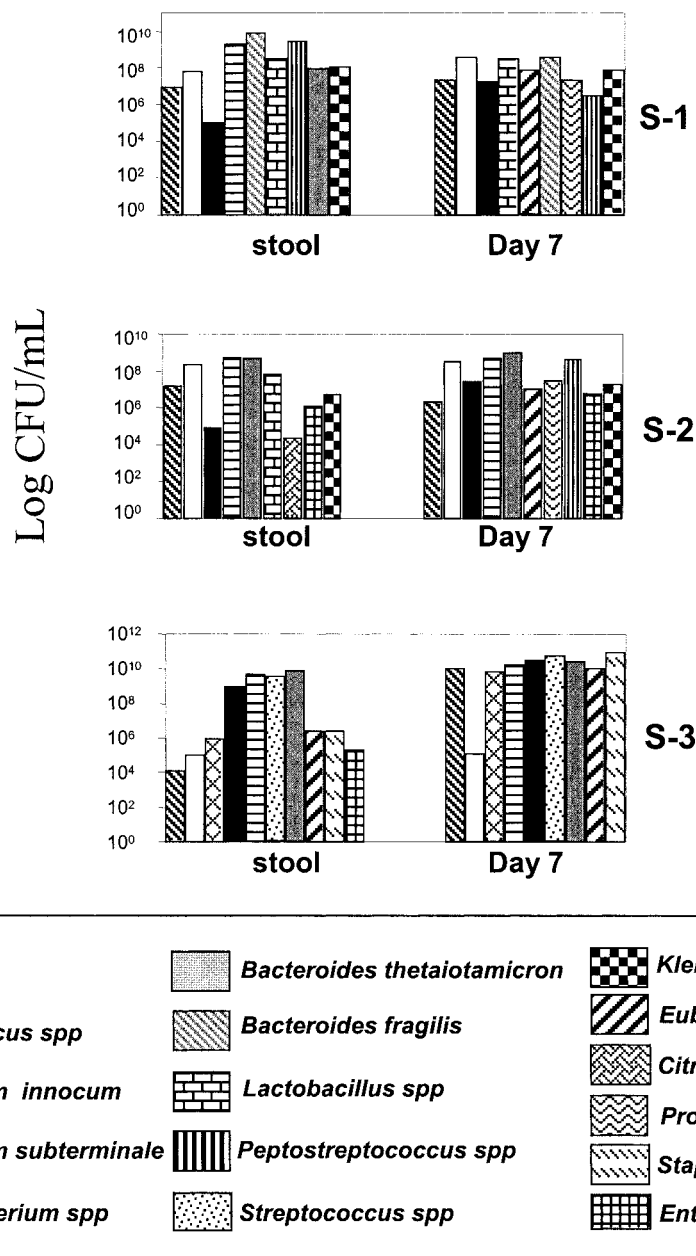 10¹⁰
10⁸
10⁶
10⁴
10²
10⁰
stool Day 7
S-1
Log CFU/mL
10¹⁰
10⁸
10⁶
10⁴
10²
10⁰
stool Day 7
S-2
10¹²
10¹⁰
10⁸
10⁶
10⁴
10²
10⁰
stool Day 7
S-3
cus spp
m innocum
m subterminale
erium spp
Bacteroides thetaiotamicron
Bacteroides fragilis
Lactobacillus spp
Peptostreptococcus spp
Streptococcus spp
Kle
Eub
Citr
Pro
Sta
Ent